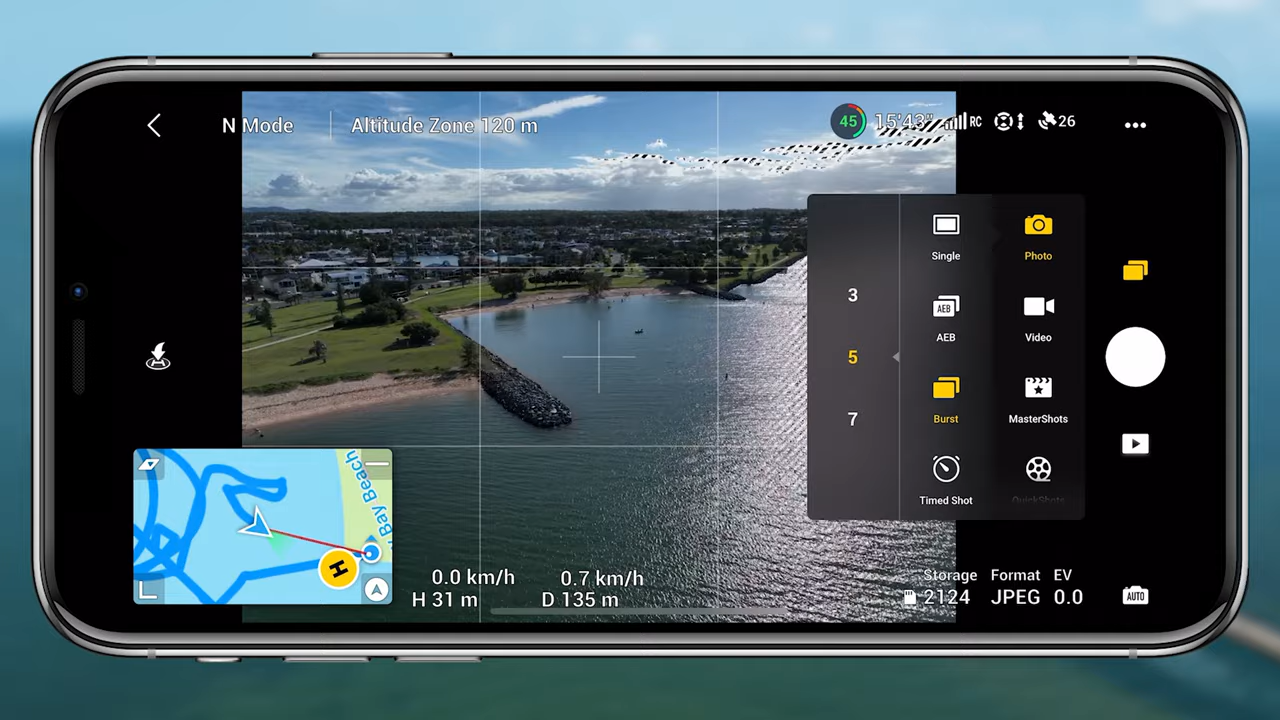 N Mode
Altitude Zone 120 m
45
15'43"
RC
26
Single
Photo
3
AEB
AEB
Video
5
Burst
MasterShots
7
Timed Shot
QuickShots
Bay Beach
H
0.0 km/h
0.7 km/h
H 31 m
D 135 m
Storage
Format
EV
2124
JPEG
0.0
AUTO